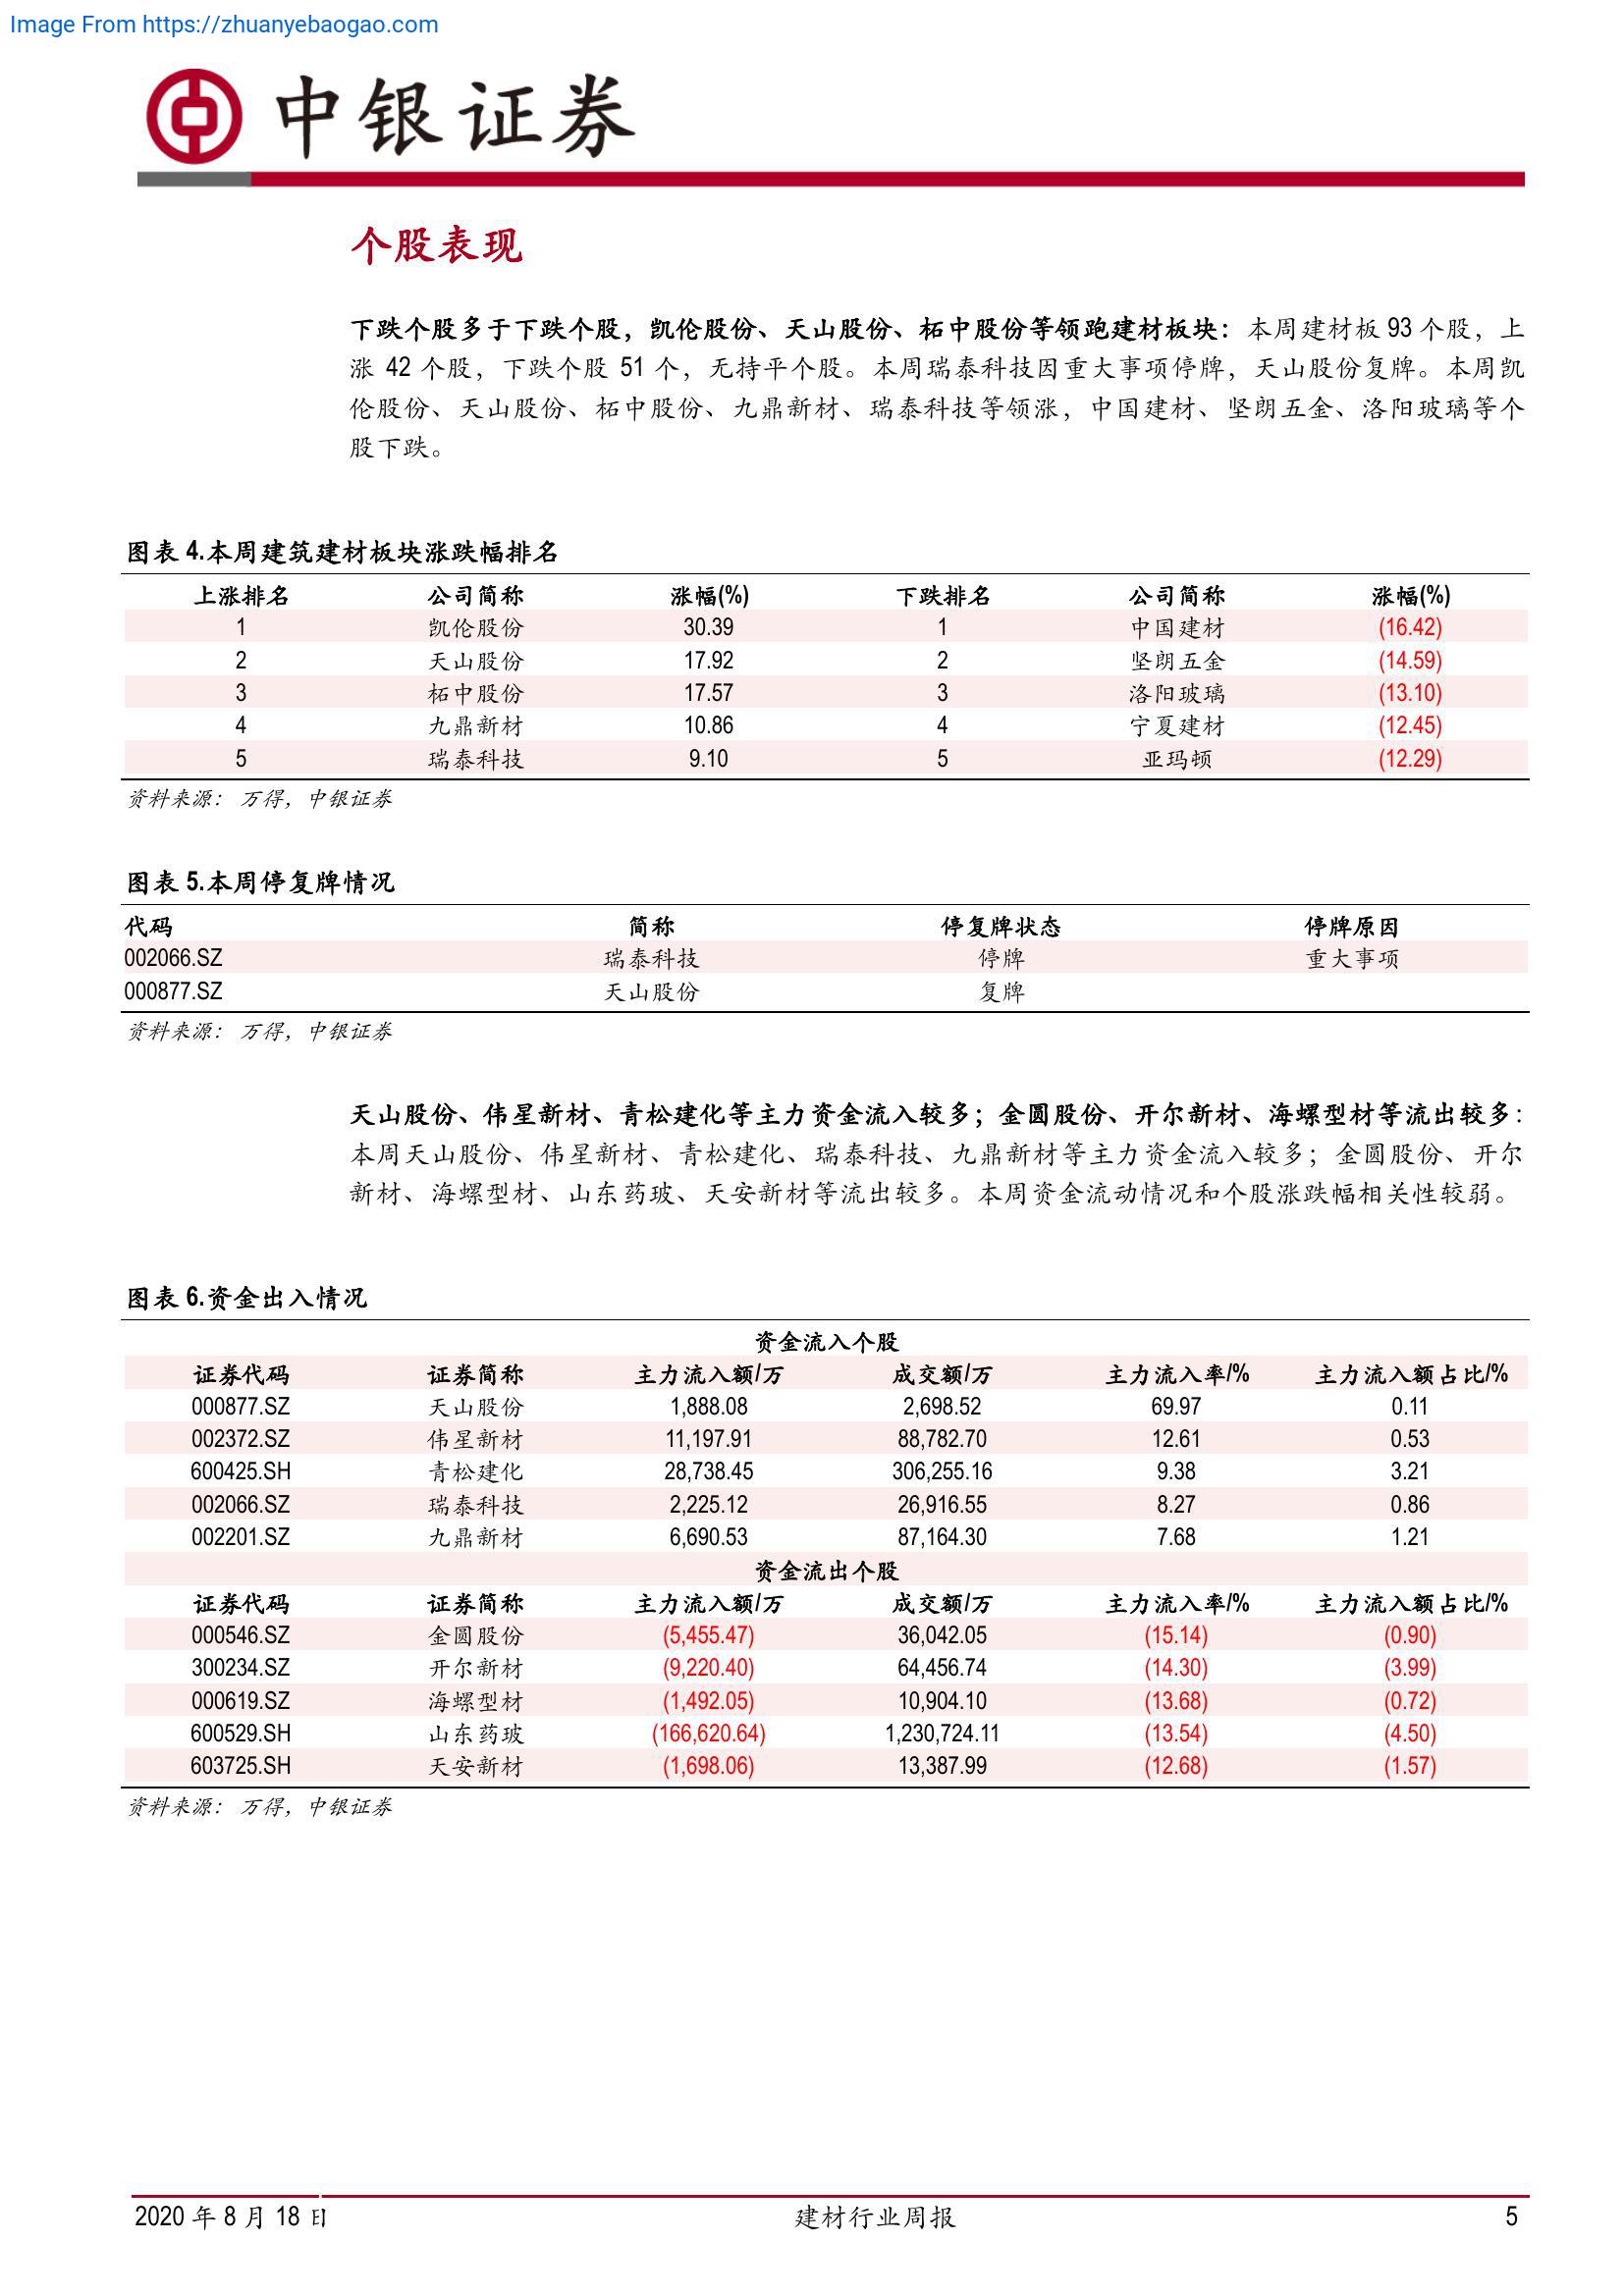 Image From https://zhuanyebaogao.com
中银证券
个股表现
下跌个股多于下跌个股，凯伦股份、天山股份、柘中股份等领跑建材板块：本周建材板 93 个股，上
涨 42 个股，下跌个股 51 个，无持平个股。本周瑞泰科技因重大事项停牌，天山股份复牌。本周凯
伦股份、天山股份、柘中股份、九鼎新材、瑞泰科技等领涨，中国建材、坚朗五金、洛阳玻璃等个
股下跌。
图表 4.本周建筑建材板块涨跌幅排名
上涨排名 公司简称 涨幅(%) 下跌排名 公司简称 涨幅(%)
1 凯伦股份 30.39 1 中国建材 (16.42)
2 天山股份 17.92 2 坚朗五金 (14.59)
3 柘中股份 17.57 3 洛阳玻璃 (13.10)
4 九鼎新材 10.86 4 宁夏建材 (12.45)
5 瑞泰科技 9.10 5 亚玛顿 (12.29)
资料来源：万得，中银证券
图表 5.本周停复牌情况
代码 简称 停复牌状态 停牌原因
002066.SZ 瑞泰科技 停牌 重大事项
000877.SZ 天山股份 复牌
资料来源：万得，中银证券
天山股份、伟星新材、青松建化等主力资金流入较多；金圆股份、开尔新材、海螺型材等流出较多：
本周天山股份、伟星新材、青松建化、瑞泰科技、九鼎新材等主力资金流入较多；金圆股份、开尔
新材、海螺型材、山东药玻、天安新材等流出较多。本周资金流动情况和个股涨跌幅相关性较弱。
图表 6.资金出入情况
资金流入个股
证券代码 证券简称 主力流入额/万 成交额/万 主力流入率/% 主力流入额占比/%
000877.SZ 天山股份 1,888.08 2,698.52 69.97 0.11
002372.SZ 伟星新材 11,197.91 88,782.70 12.61 0.53
600425.SH 青松建化 28,738.45 306,255.16 9.38 3.21
002066.SZ 瑞泰科技 2,225.12 26,916.55 8.27 0.86
002201.SZ 九鼎新材 6,690.53 87,164.30 7.68 1.21
资金流出个股
证券代码 证券简称 主力流入额/万 成交额/万 主力流入率/% 主力流入额占比/%
000546.SZ 金圆股份 (5,455.47) 36,042.05 (15.14) (0.90)
300234.SZ 开尔新材 (9,220.40) 64,456.74 (14.30) (3.99)
000619.SZ 海螺型材 (1,492.05) 10,904.10 (13.68) (0.72)
600529.SH 山东药玻 (166,620.64) 1,230,724.11 (13.54) (4.50)
603725.SH 天安新材 (1,698.06) 13,387.99 (12.68) (1.57)
资料来源：万得，中银证券
2020 年 8 月 18 日 建材行业周报 5